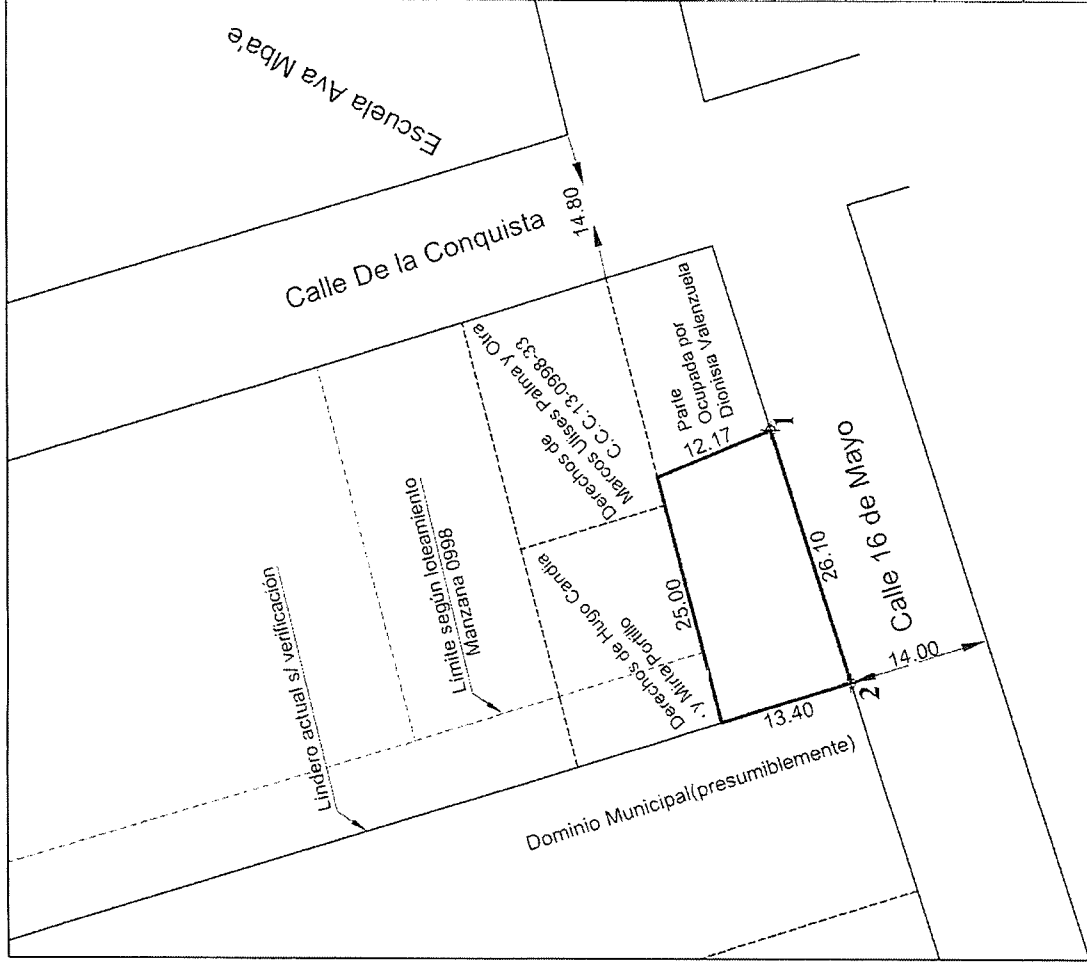 Escuela Ava Mba'e
Calle De la Conquista
14.80
Lindero actual s/ verificación
Límite según loteamiento
Manzana 0998
Derechos de
Marcos Ulises Palma y Otra
C.C.C.13-0998-33
Derechos de Hugo Candia
y Mirta Portillo
Parte
Ocupada por
Dionisia Valenzuela
12.17
25.00
1
26.10
13.40
2
Calle 16 de Mayo
14.00
Dominio Municipal(presumiblemente)